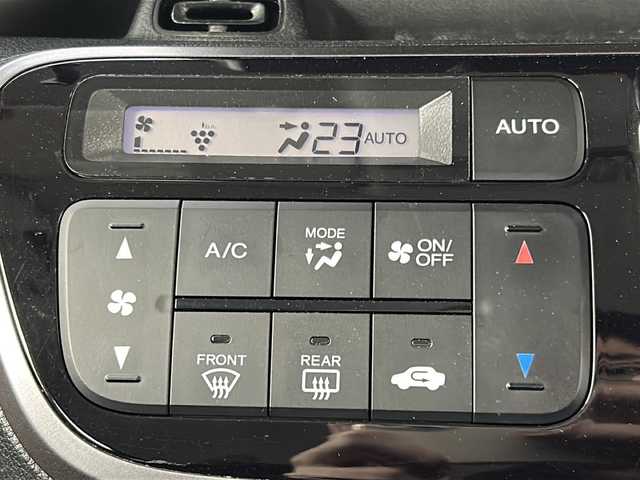 23 AUTO
AUTO
A/C
MODE
ON/
OFF
FRONT
REAR